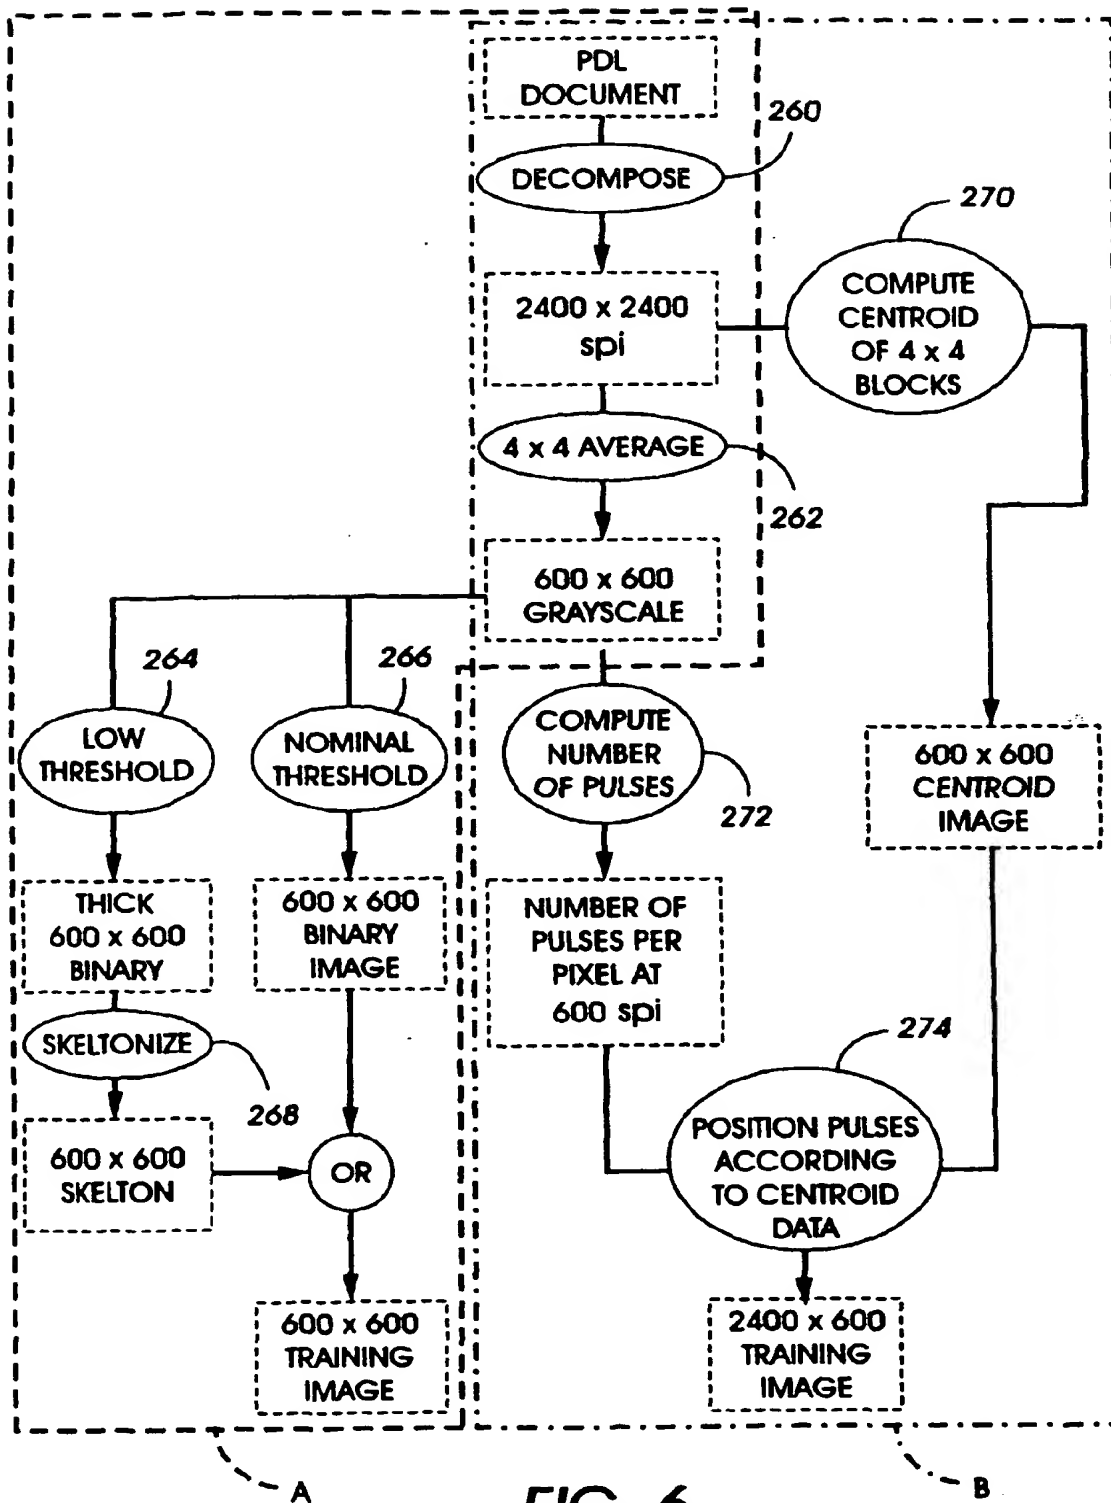 PDL
DOCUMENT
260
DECOMPOSE
270
2400 x 2400
spi
COMPUTE
CENTROID
OF 4 x 4
BLOCKS
4 x 4 AVERAGE
262
600 x 600
GRAYSCALE
264
266
LOW
THRESHOLD
NOMINAL
THRESHOLD
COMPUTE
NUMBER
OF PULSES
272
600 x 600
CENTROID
IMAGE
THICK
600 x 600
BINARY
600 x 600
BINARY
IMAGE
NUMBER OF
PULSES PER
PIXEL AT
600 spi
SKELTONIZE
268
274
600 x 600
SKELTON
OR
POSITION PULSES
ACCORDING
TO CENTROID
DATA
600 x 600
TRAINING
IMAGE
2400 x 600
TRAINING
IMAGE
A
B
FIG. 6